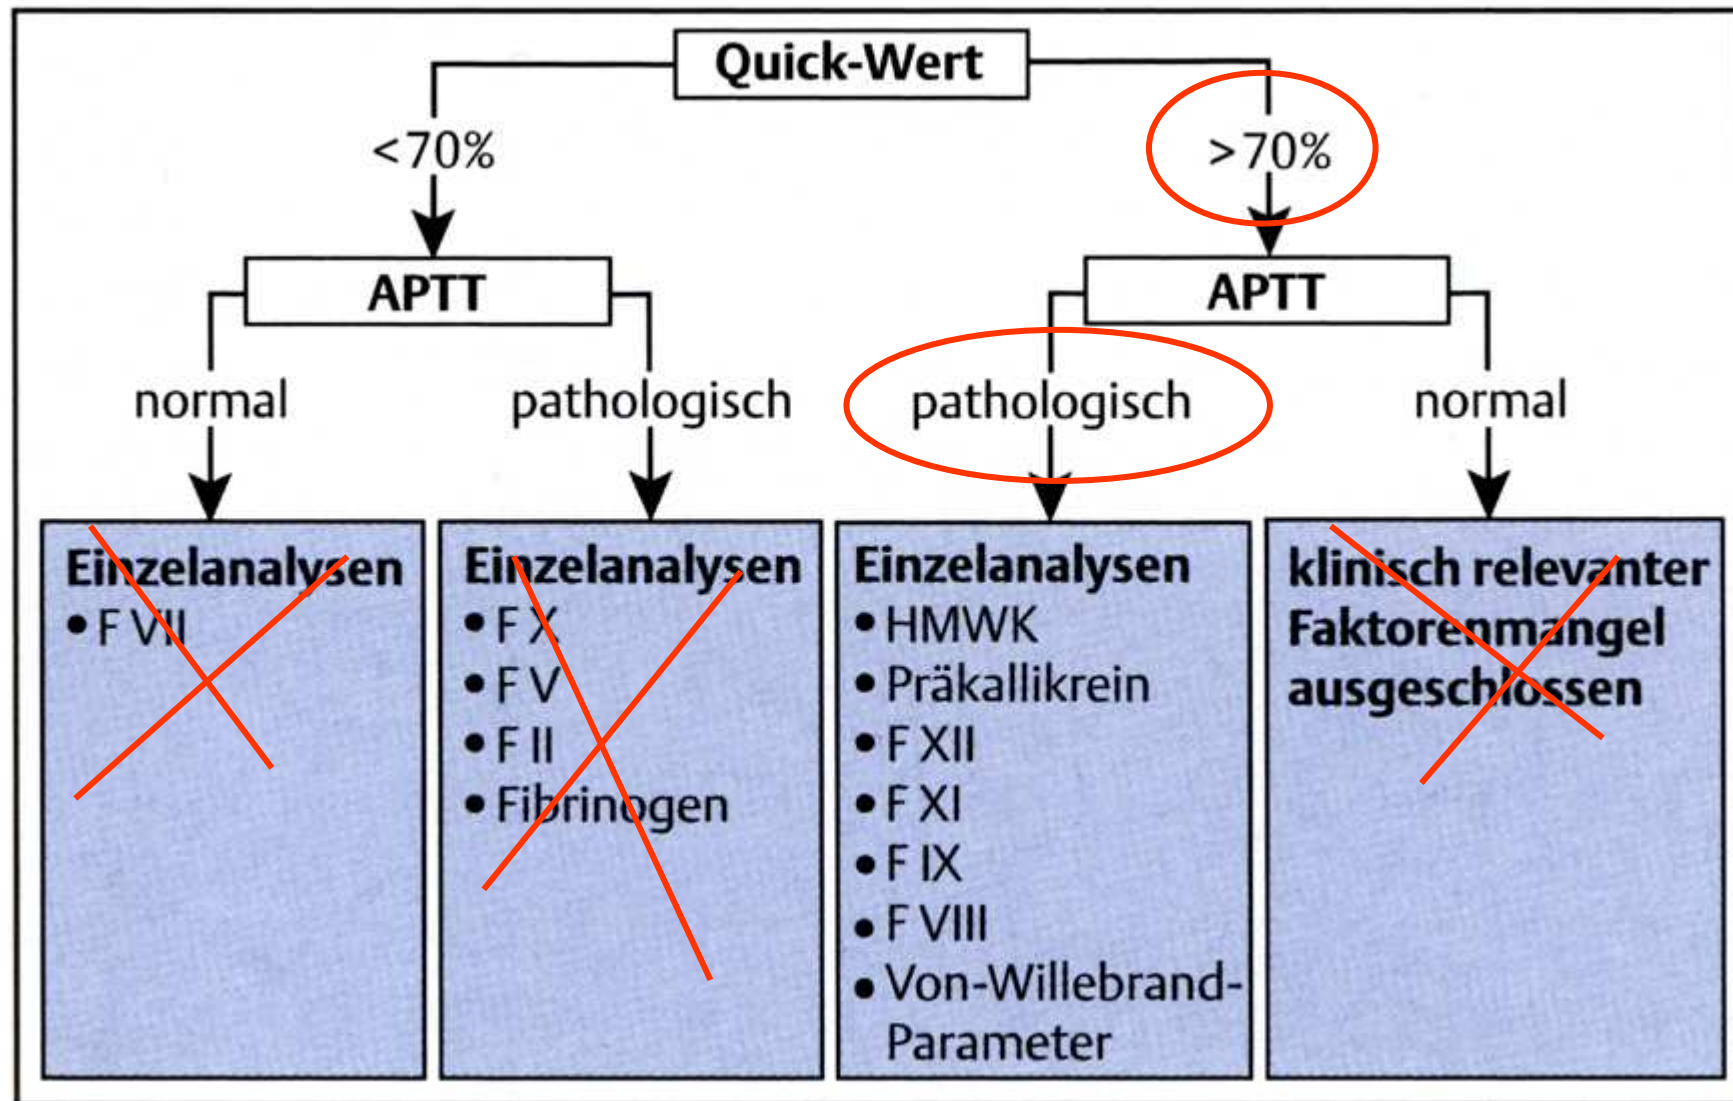 Quick-Wert
<70%
>70%
APTT
APTT
normal
pathologisch
pathologisch
normal
Einzelanalysen
• F VII
Einzelanalysen
• F X
• F V
• F II
• Fibrinogen
Einzelanalysen
• HMWK
• Präkallikrein
• F XII
• F XI
• F IX
• F VIII
• Von-Willebrand-
Parameter
klinisch relevanter
Faktorenmangel
ausgeschlossen